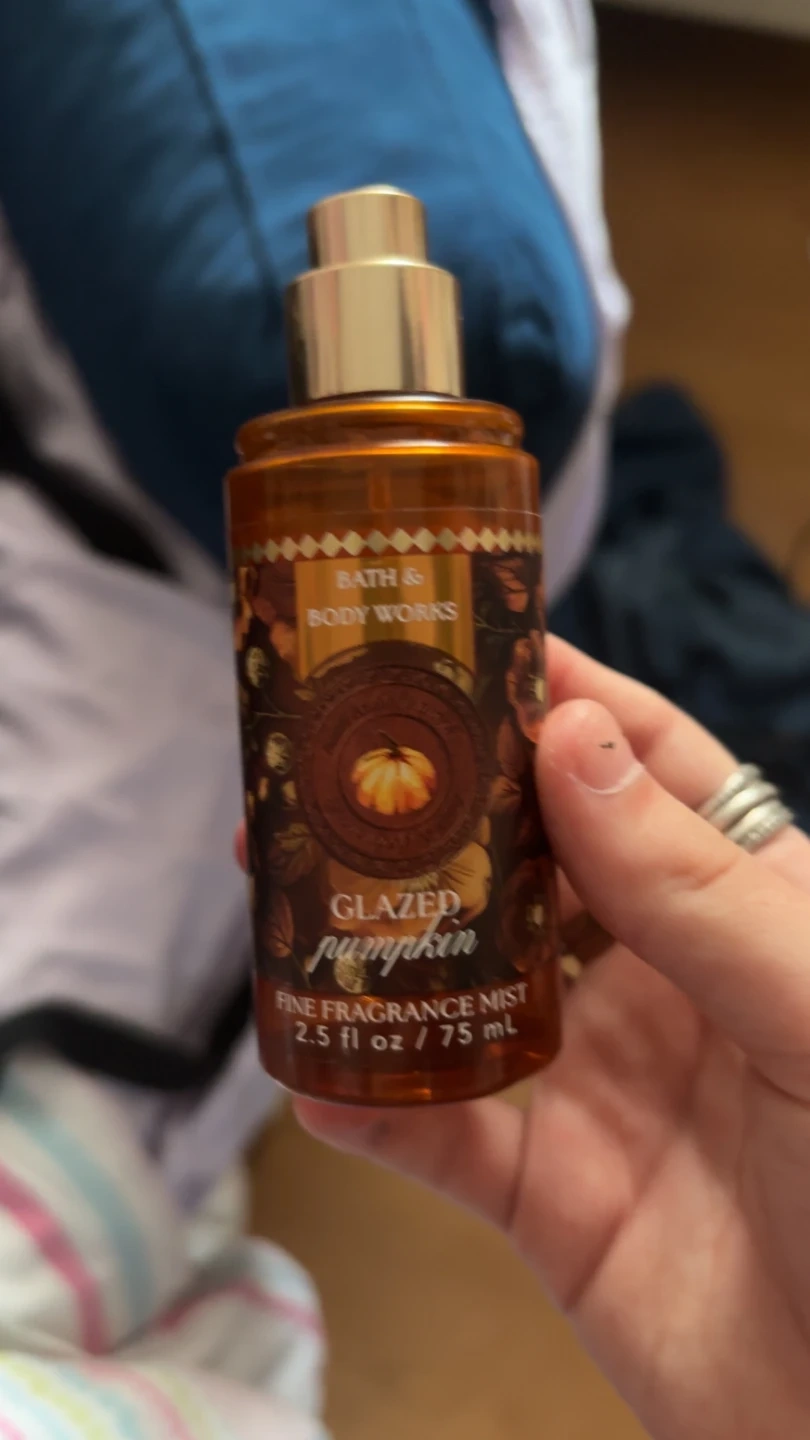 BATH &
BODY WORKS
GLAZED
pumpkin
FINE FRAGRANCE MIST
2.5 fl oz / 75 mL